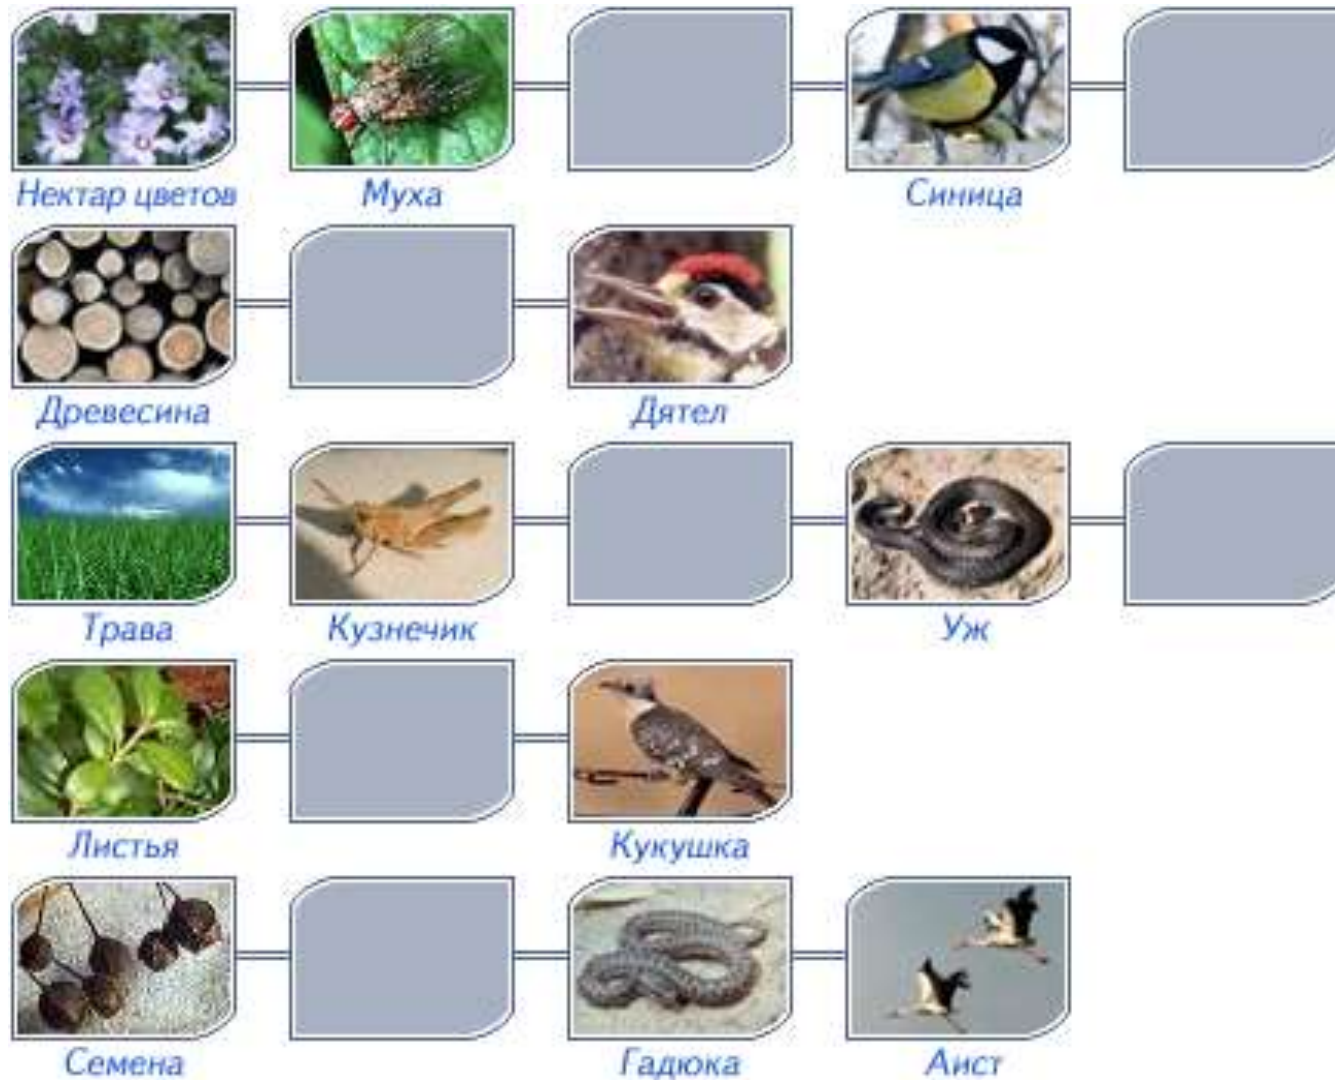 Нектар цветов Муха Синица
Древесина Дятел
Трава Кузнечик Уж
Листья Кукушка
Семена Гадюка Аист